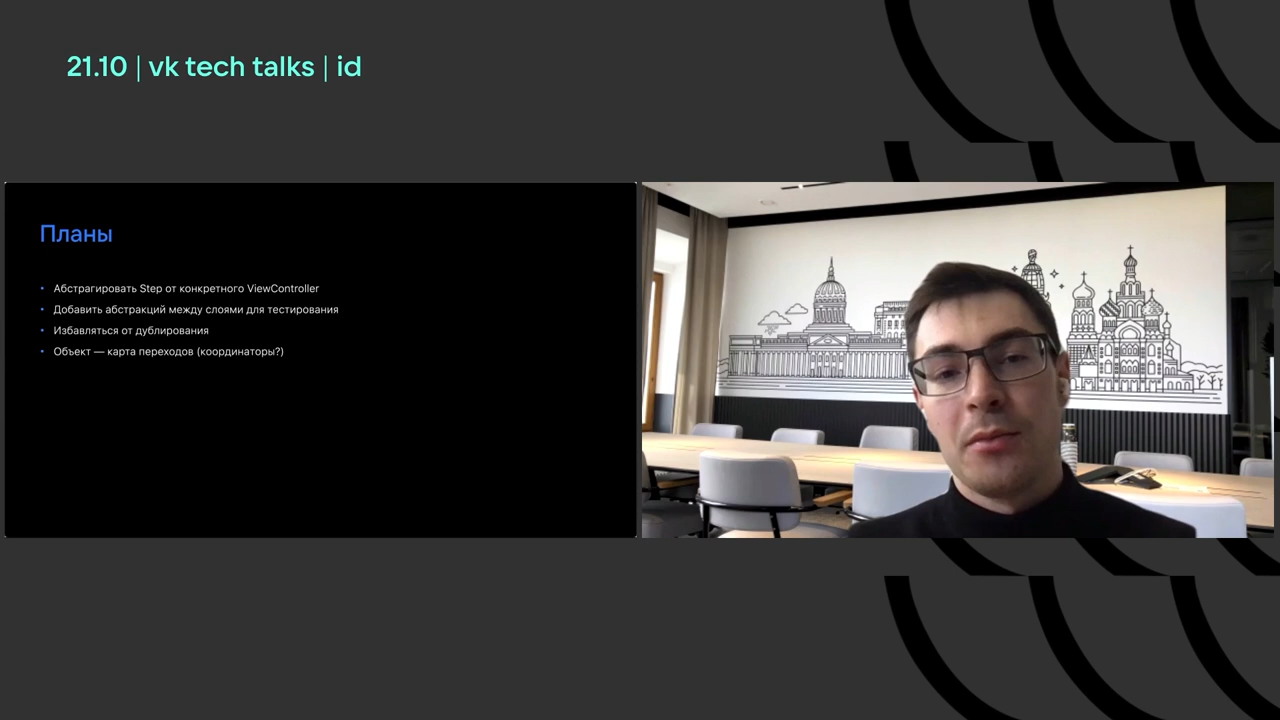 21.10 | vk tech talks | id
Планы
• Абстрагировать Step от конкретного ViewController
• Добавить абстракций между слоями для тестирования
• Избавляться от дублирования
• Объект — карта переходов (координаторы?)